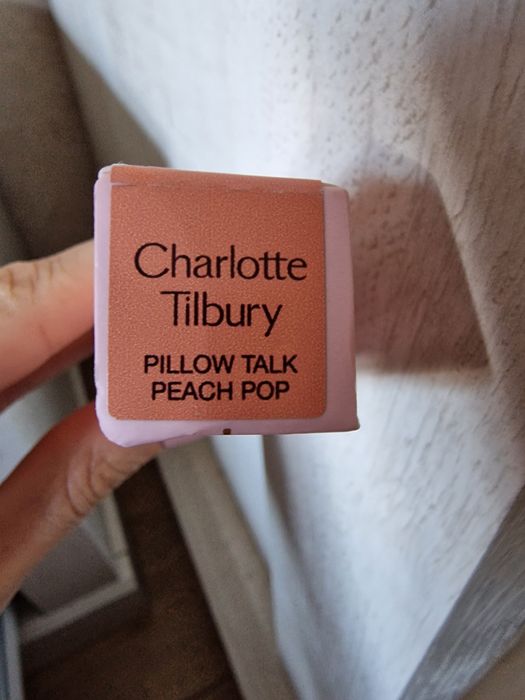 Charlotte
Tilbury
PILLOW TALK
PEACH POP